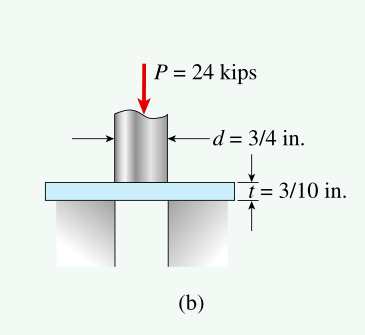 P = 24 kips
d = 3/4 in.
t = 3/10 in.
(b)